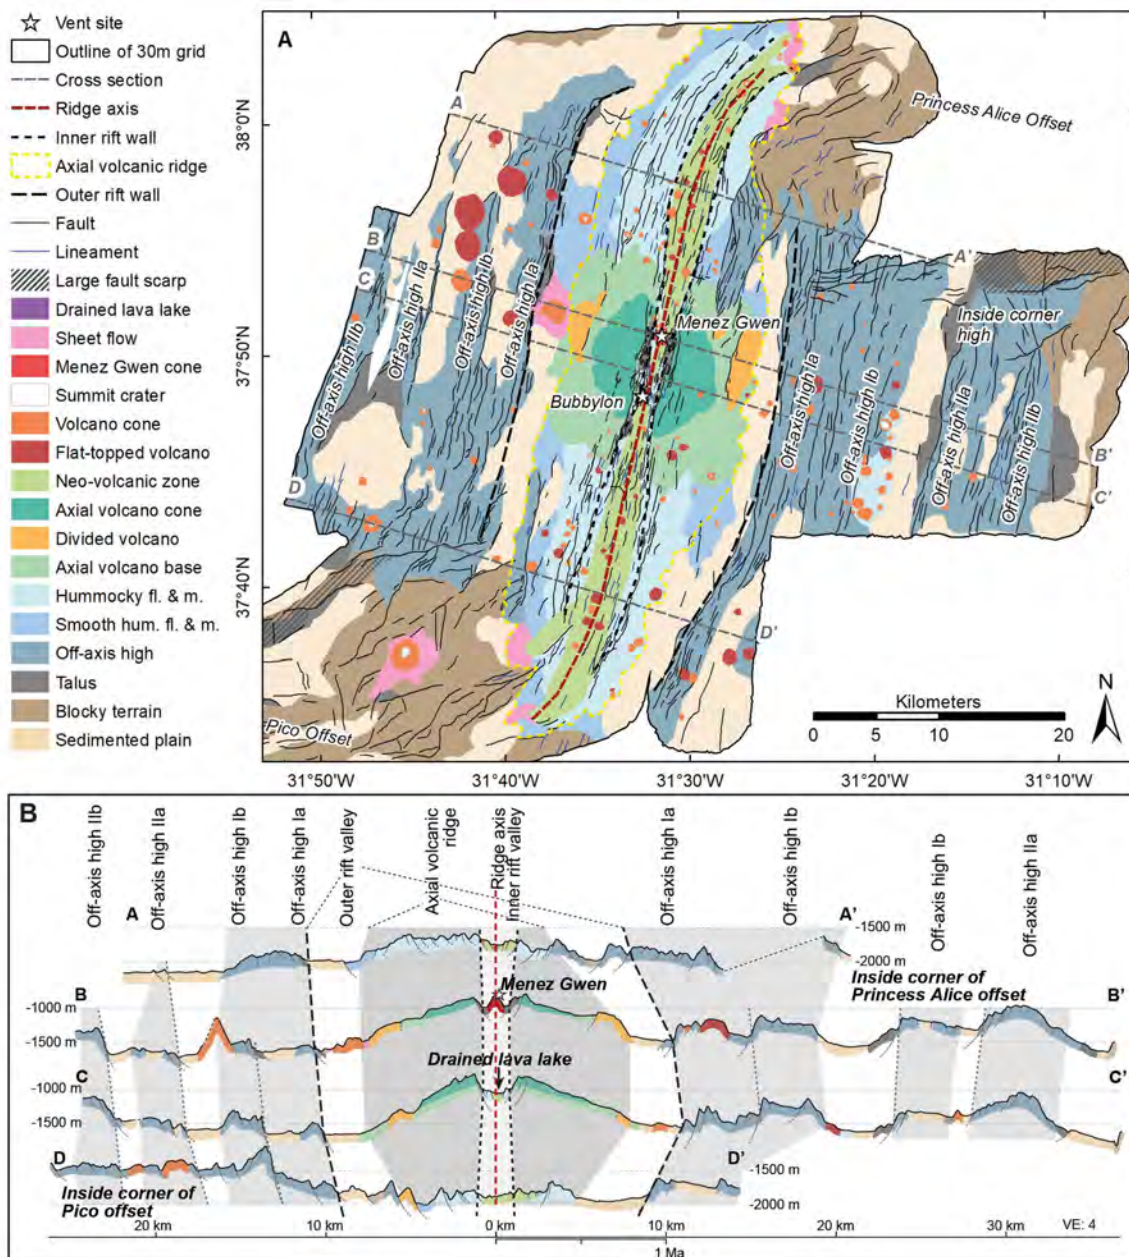 Vent site
Outline of 30m grid
Cross section
Ridge axis
Inner rift wall
Axial volcanic ridge
Outer rift wall
Fault
Lineament
Large fault scarp
Drained lava lake
Sheet flow
Menez Gwen cone
Summit crater
Volcano cone
Flat-topped volcano
Neo-volcanic zone
Axial volcano cone
Divided volcano
Axial volcano base
Hummocky fl. & m.
Smooth hum. fl. & m.
Off-axis high
Talus
Blocky terrain
Sedimented plain
A
38°0'N
37°50'N
37°40'N
A
B
C
D
Princess Alice Offset
A'
Inside corner
high
Menez Gwen
Bubbylon
Off-axis high IIb
Off-axis high IIa
Off-axis high Ib
Off-axis high Ia
Off-axis high Ia
Off-axis high Ib
Off-axis high IIa
Off-axis high IIb
B'
C'
D'
Pico Offset
Kilometers
0 5 10 20
N
31°50'W 31°40'W 31°30'W 31°20'W 31°10'W
B
Off-axis high IIb
Off-axis high IIa
Off-axis high Ib
Off-axis high Ia
Outer rift valley
Axial volcanic
ridge
Ridge axis
Inner rift valley
Off-axis high Ia
Off-axis high Ib
Off-axis high Ib
Off-axis high IIa
A A'
-1500 m
-2000 m
Inside corner of
Princess Alice offset
B B'
Menez Gwen
-1000 m
-1500 m
Drained lava lake
C C'
-1000 m
-1500 m
D D'
-1500 m
-2000 m
Inside corner of
Pico offset
20 km 10 km 0 km 10 km 20 km 30 km VE: 4
1 Ma